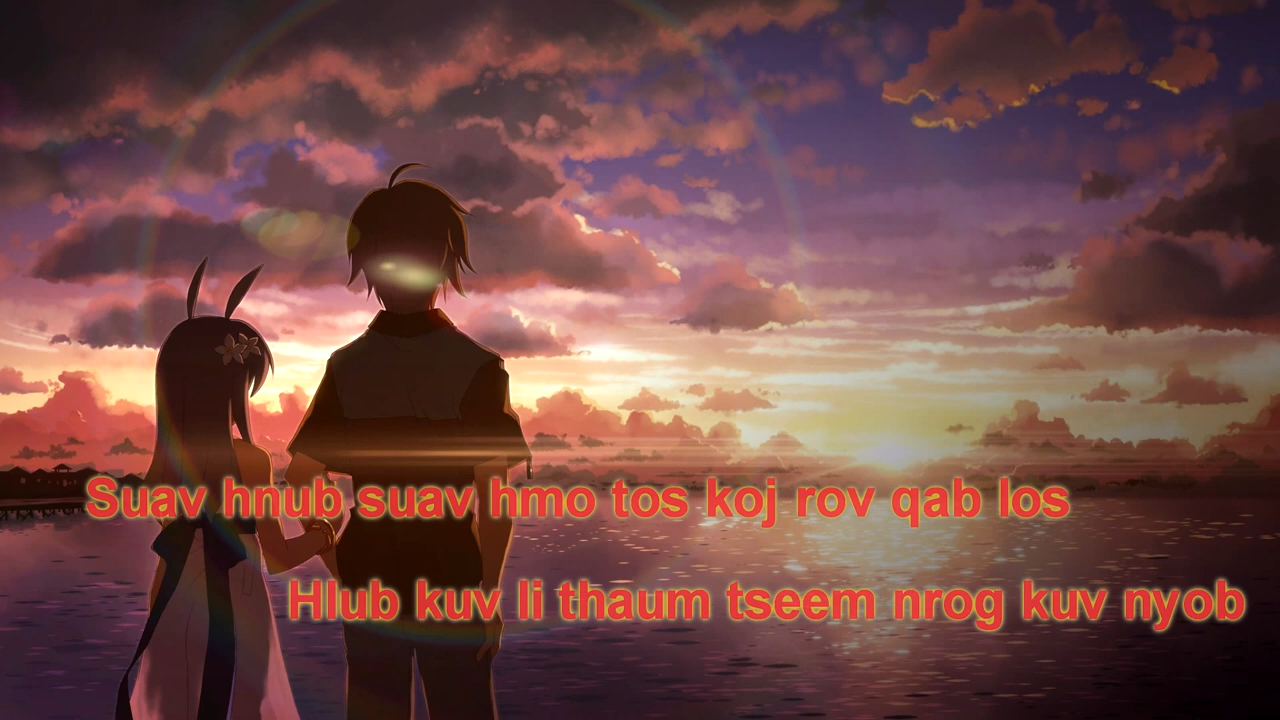 Suav hnub suav hmo tos koj rov qab los
Hlub kuv li thaum tseem nrog kuv nyob